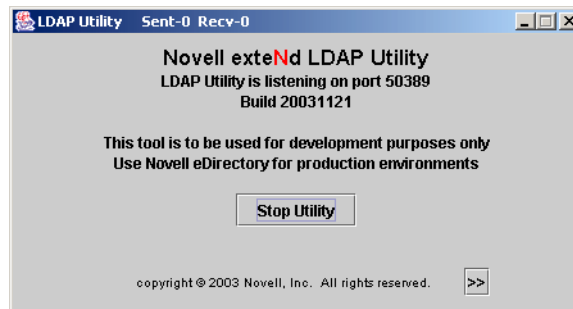 LDAP Utility Sent-0 Recv-0
Novell exteNd LDAP Utility
LDAP Utility is listening on port 50389
Build 20031121
This tool is to be used for development purposes only
Use Novell eDirectory for production environments
Stop Utility
copyright © 2003 Novell, Inc. All rights reserved. >>